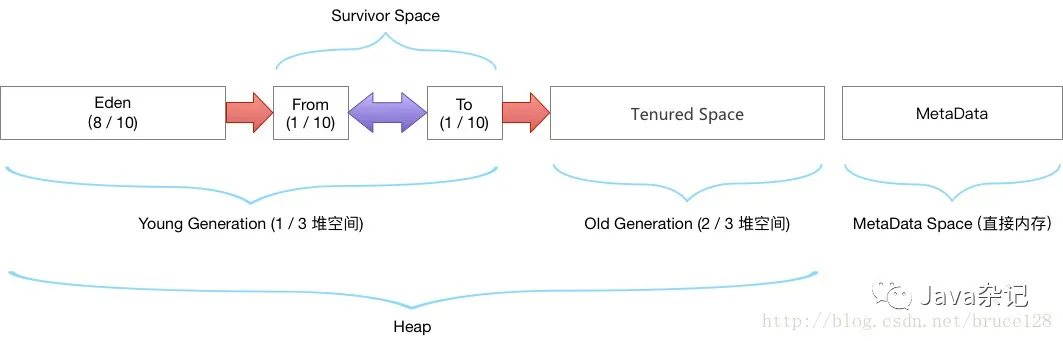 Survivor Space
Eden
(8 / 10)
From
(1 / 10)
To
(1 / 10)
Tenured Space
MetaData
Young Generation (1 / 3 堆空间)
Old Generation (2 / 3 堆空间)
MetaData Space (直接内存)
Heap
Java杂记
http://blog.csdn.net/bruce128